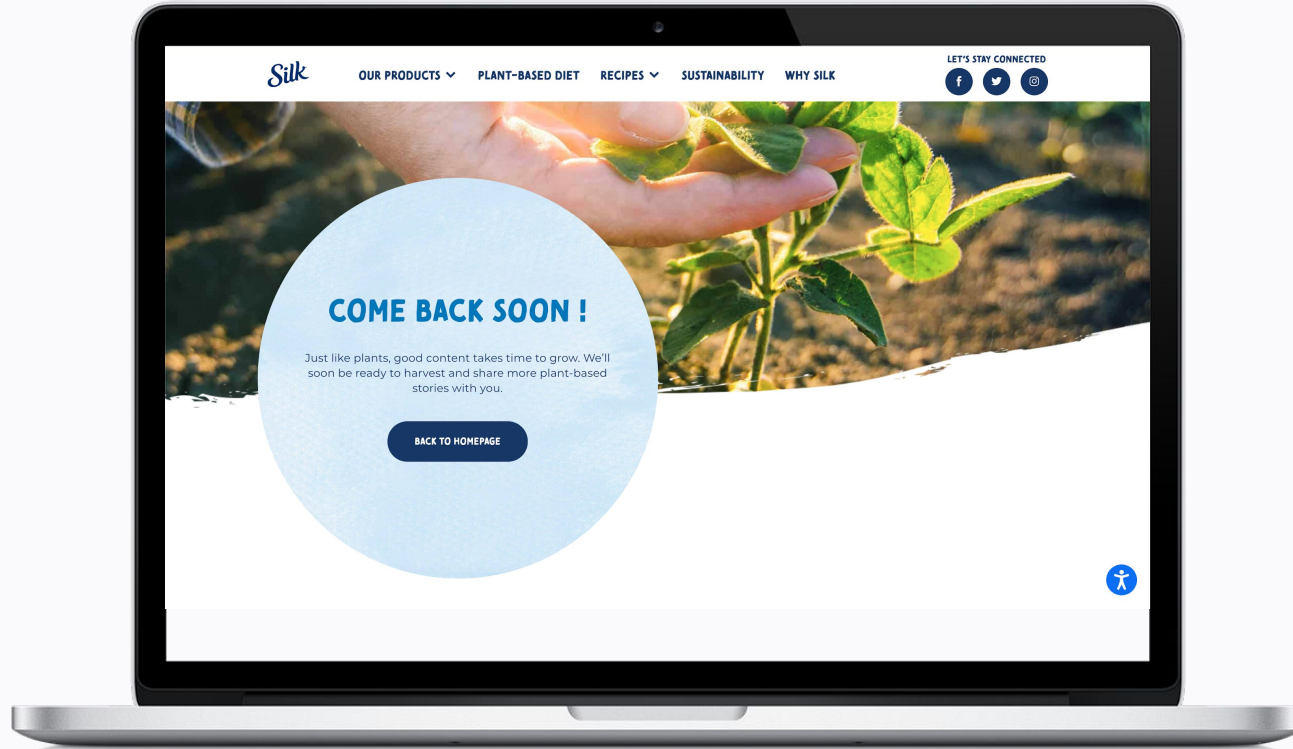 Silk
OUR PRODUCTS
PLANT-BASED DIET
RECIPES
SUSTAINABILITY
WHY SILK
LET'S STAY CONNECTED
COME BACK SOON !
Just like plants, good content takes time to grow. We'll
soon be ready to harvest and share more plant-based
stories with you.
BACK TO HOMEPAGE